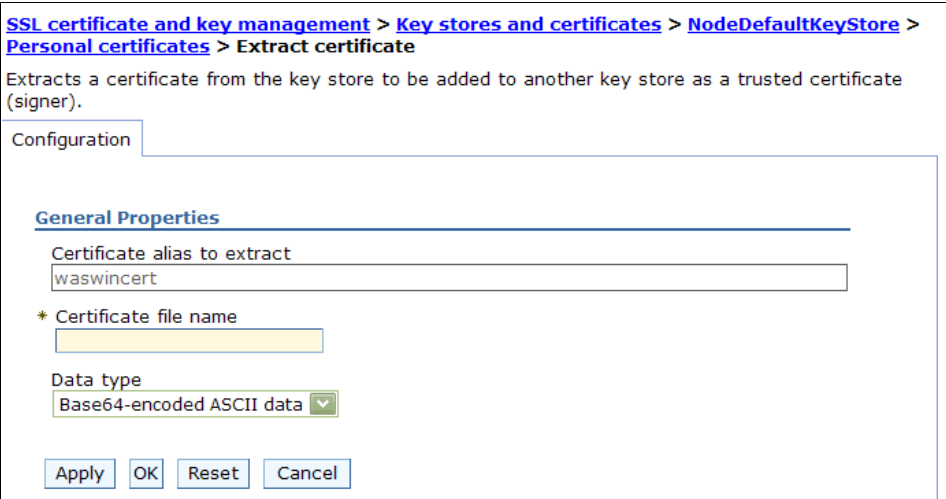 SSL certificate and key management > Key stores and certificates > NodeDefaultKeyStore >
Personal certificates > Extract certificate
Extracts a certificate from the key store to be added to another key store as a trusted certificate
(signer).
Configuration
General Properties
Certificate alias to extract
waswincert
* Certificate file name
Data type
Base64-encoded ASCII data
Apply OK Reset Cancel